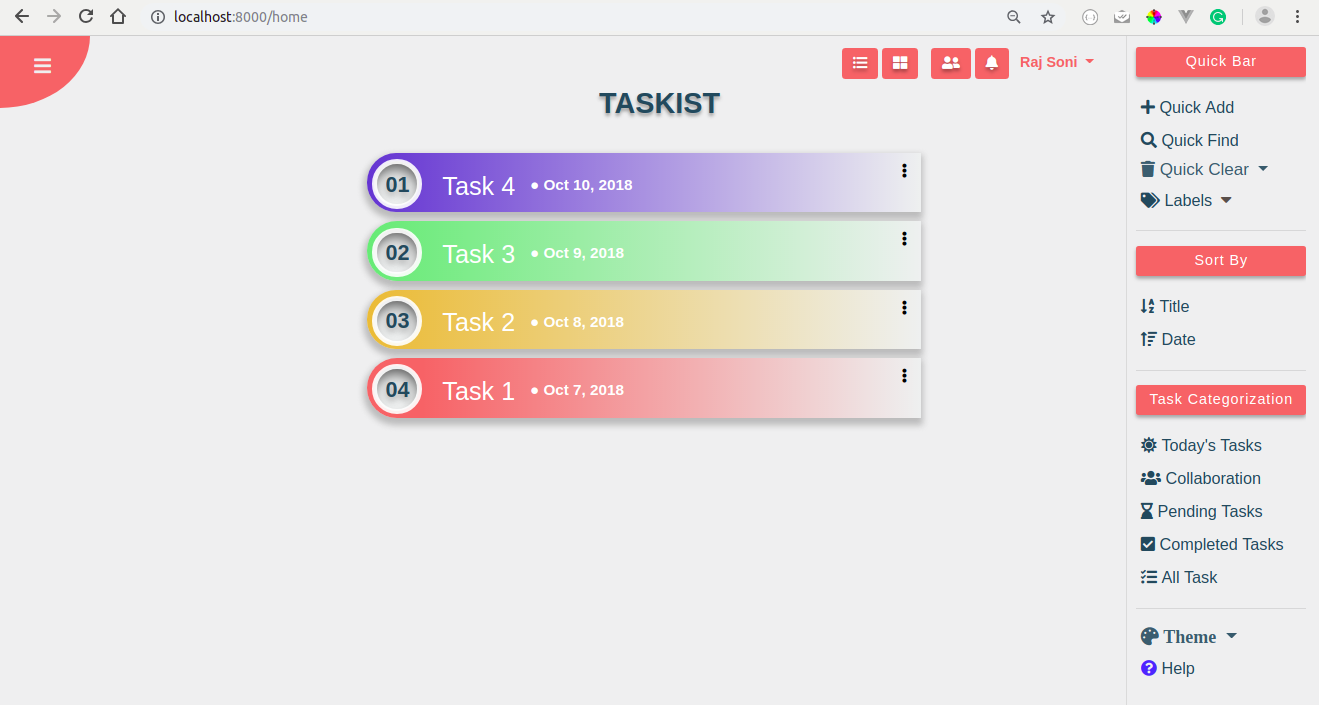 localhost:8000/home
Raj Soni
TASKIST
01 Task 4 ● Oct 10, 2018
02 Task 3 ● Oct 9, 2018
03 Task 2 ● Oct 8, 2018
04 Task 1 ● Oct 7, 2018
Quick Bar
Quick Add
Quick Find
Quick Clear
Labels
Sort By
Title
Date
Task Categorization
Today's Tasks
Collaboration
Pending Tasks
Completed Tasks
All Task
Theme
Help